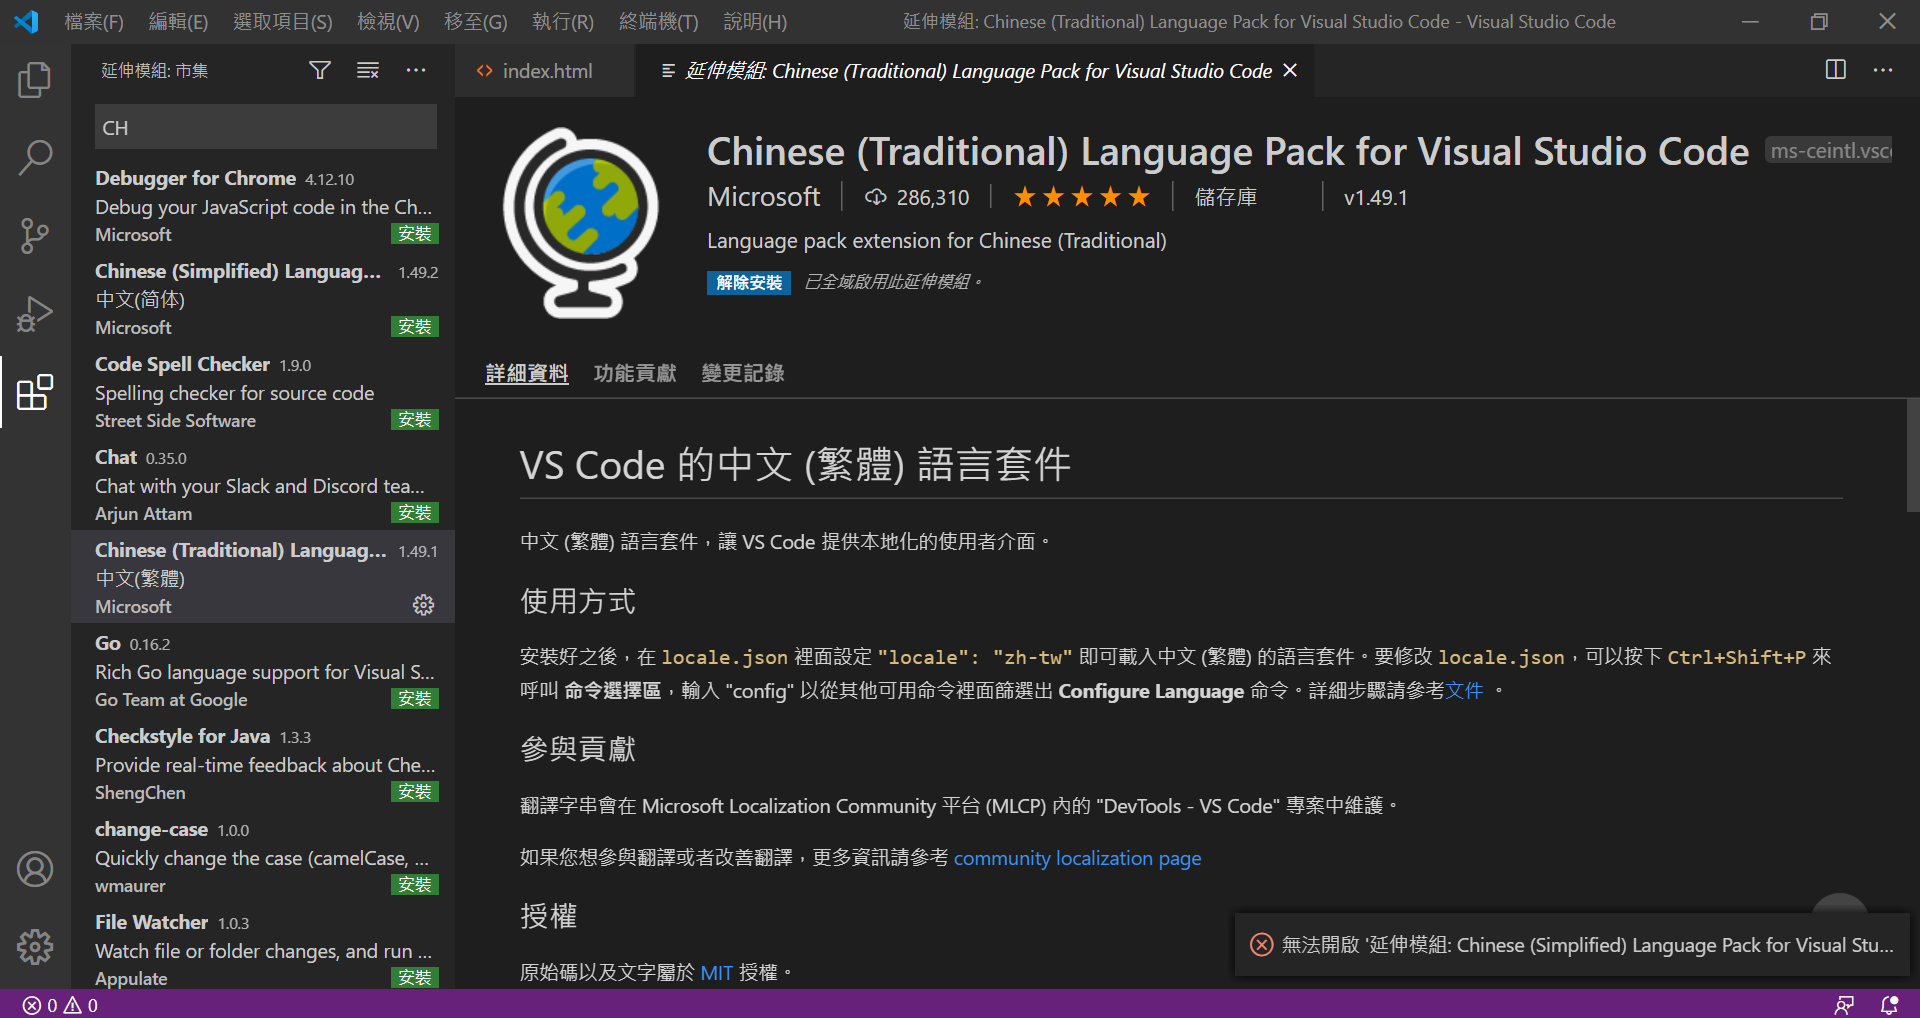 檔案(F) 編輯(E) 選取項目(S) 檢視(V) 移至(G) 執行(R) 終端機(T) 說明(H) 延伸模組: Chinese (Traditional) Language Pack for Visual Studio Code - Visual Studio Code
延伸模組: 市集
index.html
延伸模組: Chinese (Traditional) Language Pack for Visual Studio Code
CH
Debugger for Chrome 4.12.10
Debug your JavaScript code in the Ch...
Microsoft 安裝
Chinese (Simplified) Languag... 1.49.2
中文(简体)
Microsoft 安裝
Code Spell Checker 1.9.0
Spelling checker for source code
Street Side Software 安裝
Chat 0.35.0
Chat with your Slack and Discord tea...
Arjun Attam 安裝
Chinese (Traditional) Languag... 1.49.1
中文(繁體)
Microsoft
Go 0.16.2
Rich Go language support for Visual S...
Go Team at Google 安裝
Checkstyle for Java 1.3.3
Provide real-time feedback about Che...
ShengChen 安裝
change-case 1.0.0
Quickly change the case (camelCase, ...
wmaurer 安裝
File Watcher 1.0.3
Watch file or folder changes, and run ...
Appulate 安裝
Chinese (Traditional) Language Pack for Visual Studio Code ms-ceintl.vsc
Microsoft 286,310 儲存庫 v1.49.1
Language pack extension for Chinese (Traditional)
解除安裝 已全域啟用此延伸模組。
詳細資料 功能貢獻 變更記錄
VS Code 的中文 (繁體) 語言套件
中文 (繁體) 語言套件，讓 VS Code 提供本地化的使用者介面。
使用方式
安裝好之後，在 locale.json 裡面設定 "locale": "zh-tw" 即可載入中文 (繁體) 的語言套件。要修改 locale.json，可以按下 Ctrl+Shift+P 來
呼叫 命令選擇區，輸入 "config" 以從其他可用命令裡面篩選出 Configure Language 命令。詳細步驟請參考文件 。
參與貢獻
翻譯字串會在 Microsoft Localization Community 平台 (MLCP) 內的 "DevTools - VS Code" 專案中維護。
如果您想參與翻譯或者改善翻譯，更多資訊請參考 community localization page
授權
原始碼以及文字屬於 MIT 授權。
無法開啟 '延伸模組: Chinese (Simplified) Language Pack for Visual Stu...
0 0